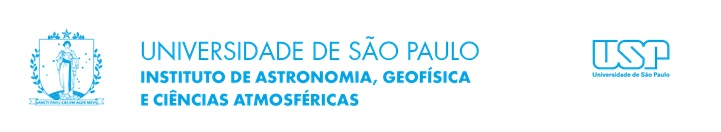 UNIVERSIDADE DE SÃO PAULO
INSTITUTO DE ASTRONOMIA, GEOFÍSICA
E CIÊNCIAS ATMOSFÉRICAS
USP
Universidade de São Paulo